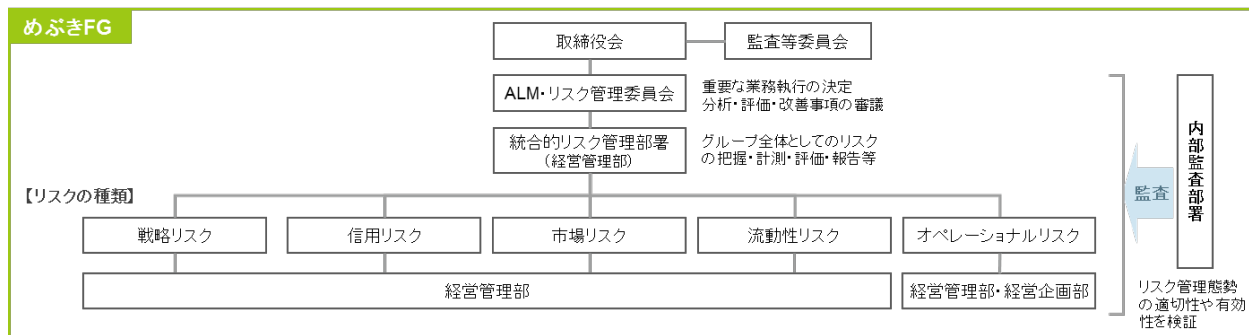 めぶきFG
取締役会
監査等委員会
ALM・リスク管理委員会
重要な業務執行の決定
分析・評価・改善事項の審議
統合的リスク管理部署
(経営管理部)
グループ全体としてのリスク
の把握・計測・評価・報告等
【リスクの種類】
戦略リスク
信用リスク
市場リスク
流動性リスク
オペレーショナルリスク
経営管理部
経営管理部・経営企画部
監査
内部監査部署
リスク管理態勢
の適切性や有効
性を検証